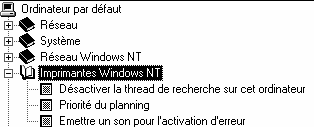 Ordinateur par défaut
Réseau
Système
Réseau Windows NT
Imprimantes Windows NT
Désactiver la thread de recherche sur cet ordinateur
Priorité du planning
Emettre un son pour l'activation d'erreur